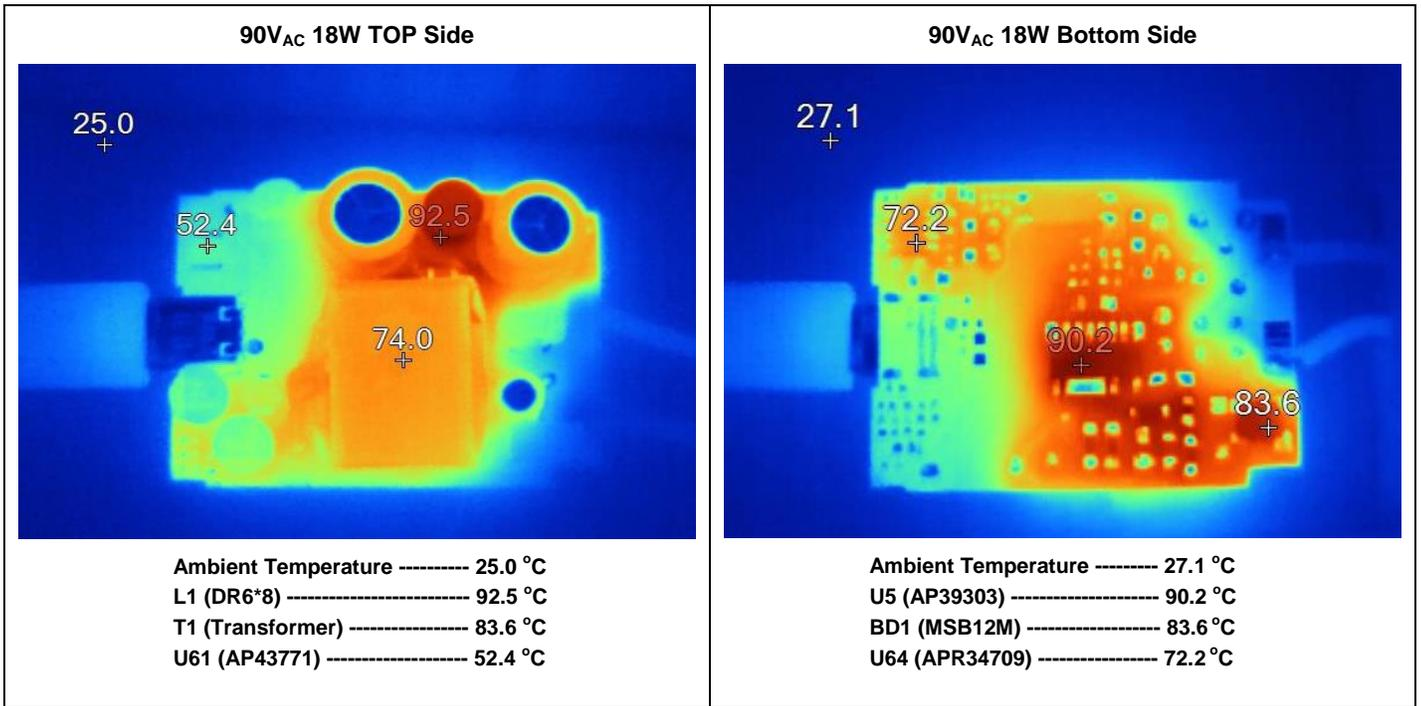 90VAC 18W TOP Side
25.0
52.4
92.5
74.0
Ambient Temperature ---------- 25.0 °C
L1 (DR6*8) -------------------------- 92.5 °C
T1 (Transformer) ----------------- 83.6 °C
U61 (AP43771) -------------------- 52.4 °C
90VAC 18W Bottom Side
27.1
72.2
90.2
83.6
Ambient Temperature --------- 27.1 °C
U5 (AP39303) --------------------- 90.2 °C
BD1 (MSB12M) ------------------- 83.6 °C
U64 (APR34709) ----------------- 72.2 °C